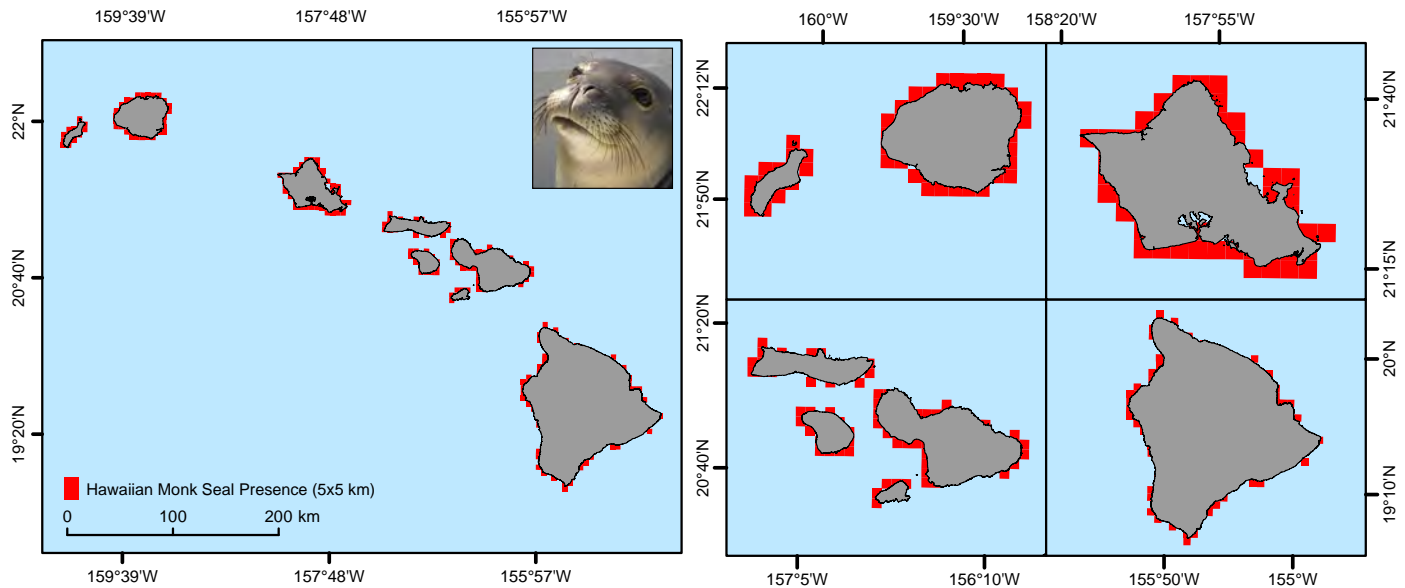 159°39'W 157°48'W 155°57'W
160°W 159°30'W 158°20'W 157°55'W
22°N
20°40'N
19°20'N
22°12'N
21°50'N
21°40'N
21°15'N
21°20'N
20°40'N
20°N
19°10'N
Hawaiian Monk Seal Presence (5x5 km)
0 100 200 km
159°39'W 157°48'W 155°57'W
157°5'W 156°10'W 155°50'W 155°W